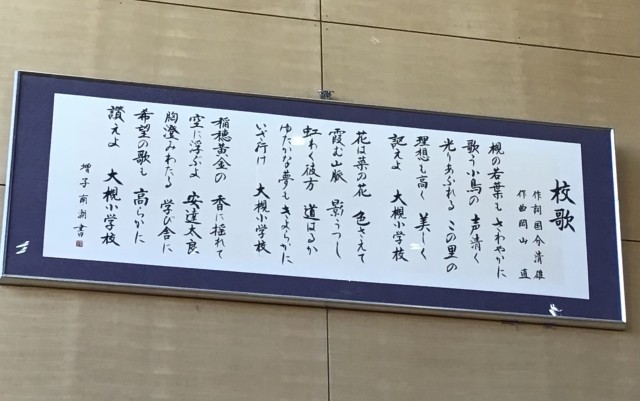 校歌
作詞 国分清雄
作曲 岡山 直
槻の若葉も さわやかに
歌う小鳥の 声清く
光りあふれる この里の
理想も高く 美しく
記えよ 大槻小学校
花は菜の花 色さえて
霞む山脈 影うつし
虹わく彼方 道はるか
ゆたかな夢も きよらかに
いざ行け 大槻小学校
稲穂黄金の 香に揺れて
空に浮ぶよ 安達太良
胸澄みわたる 学び舎に
希望の歌も 高らかに
讃えよ 大槻小学校
増子 書